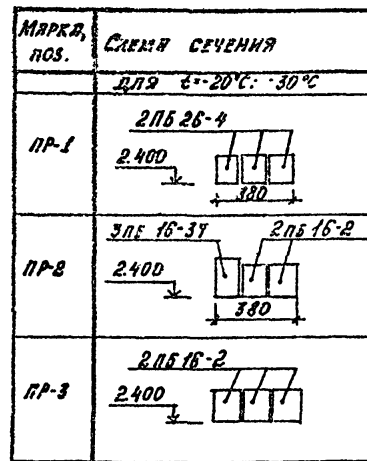 Марка, поз.
Схема сечения
для t=-20°С: -30°С
ПР-1
2ПБ 26-4
2.400
380
ПР-2
3ПБ 16-37
2ПБ 16-2
2.400
380
ПР-3
2ПБ 16-2
2.400